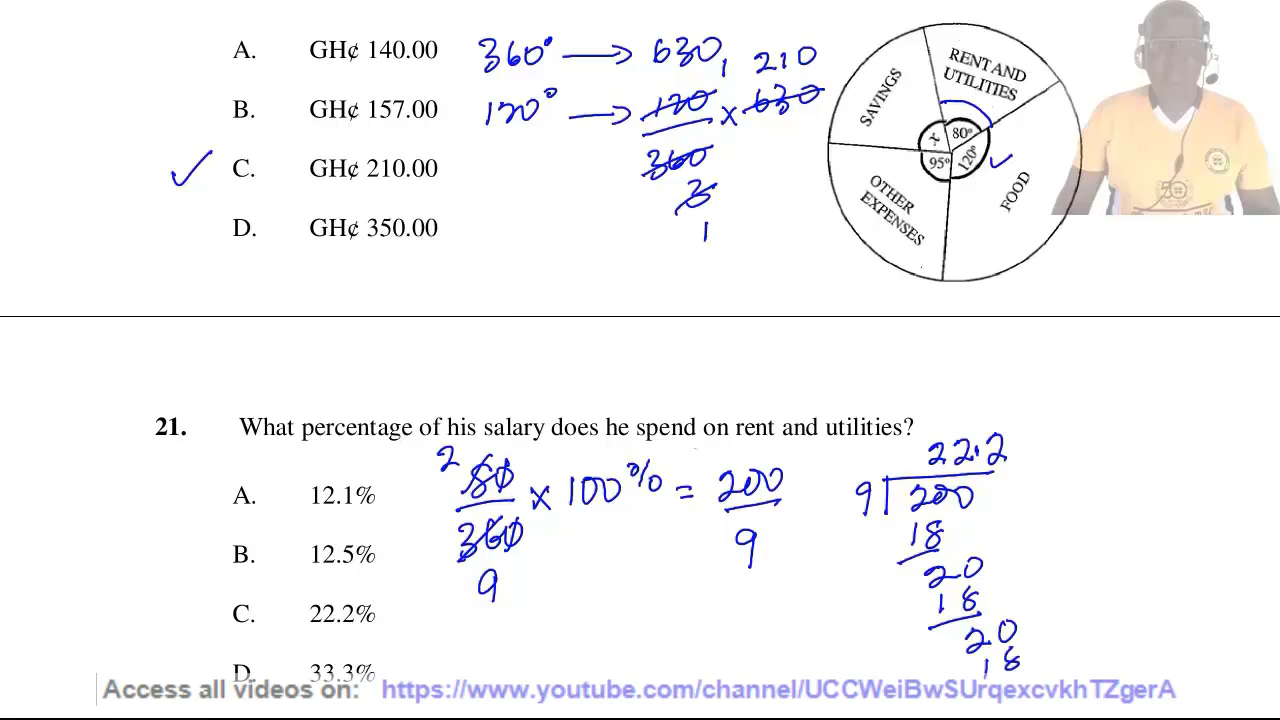 A. GH¢ 140.00
B. GH¢ 157.00
✓ C. GH¢ 210.00
D. GH¢ 350.00
360° → 630
210
120° → 120 × 630
360
3
1
RENT AND
UTILITIES
SAVINGS
x 80°
95° 120°
✓
OTHER
EXPENSES
FOOD
50
21. What percentage of his salary does he spend on rent and utilities?
A. 12.1%
B. 12.5%
C. 22.2%
D. 33.3%
2
80 × 100% = 200
360 9
9
22.2
9 200
18
20
18
20
18
Access all videos on: https://www.youtube.com/channel/UCCWeiBwSUrqexcvkhTZgerA